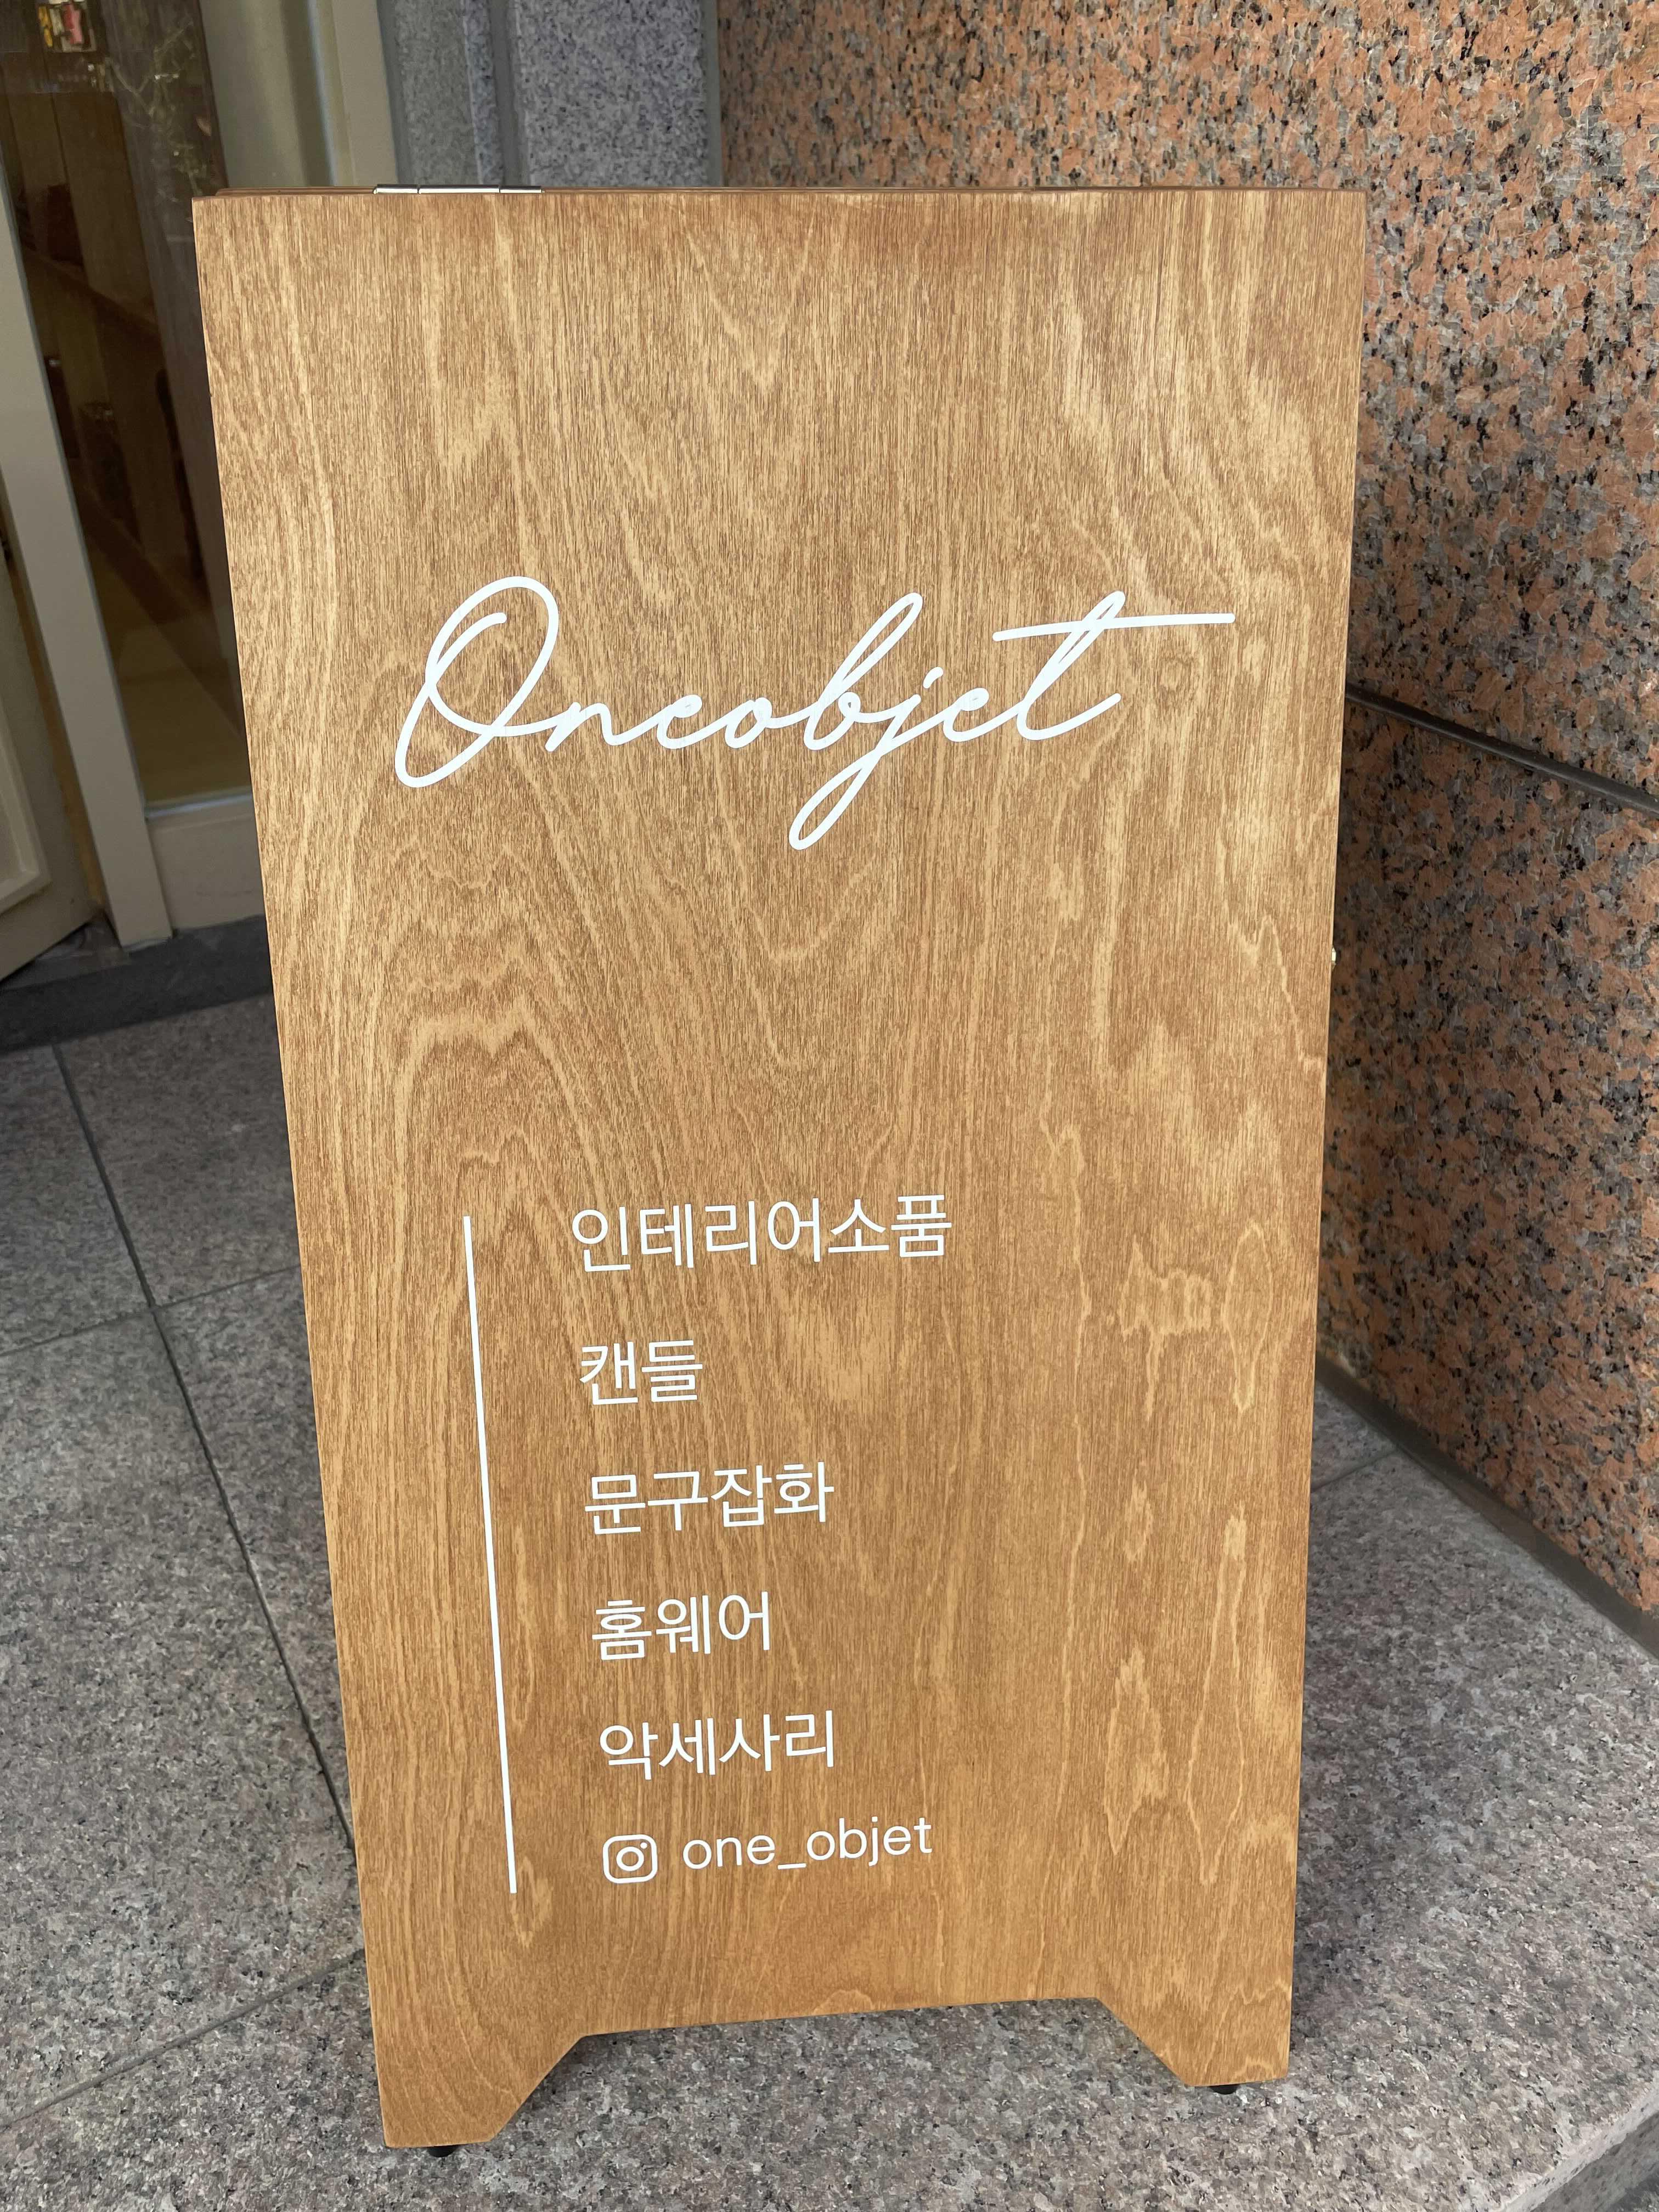 Oneobjet
인테리어소품
캔들
문구잡화
홈웨어
악세사리
one_objet